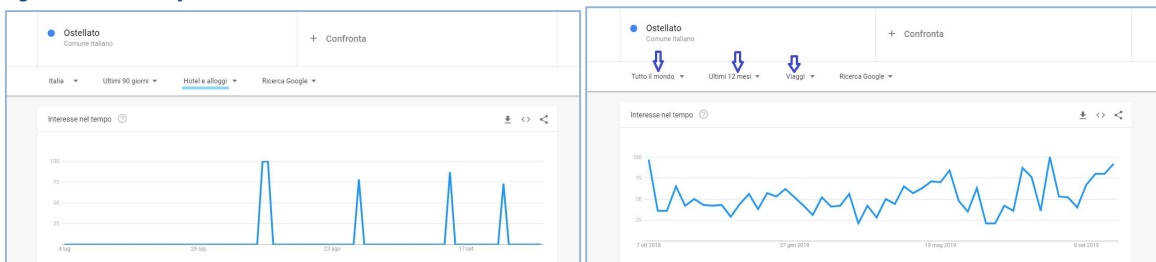 Ostellato
Comune Italiano
+ Confronta
Italia
Ultimi 90 giorni
Hotel e alloggi
Ricerca Google
Interesse nel tempo
100
75
50
25
4 lug
29 lug
23 ago
17 set
Ostellato
Comune Italiano
+ Confronta
Tutto il mondo
Ultimi 12 mesi
Viaggi
Ricerca Google
Interesse nel tempo
100
75
50
25
7 ott 2018
27 gen 2019
19 mag 2019
8 set 2019